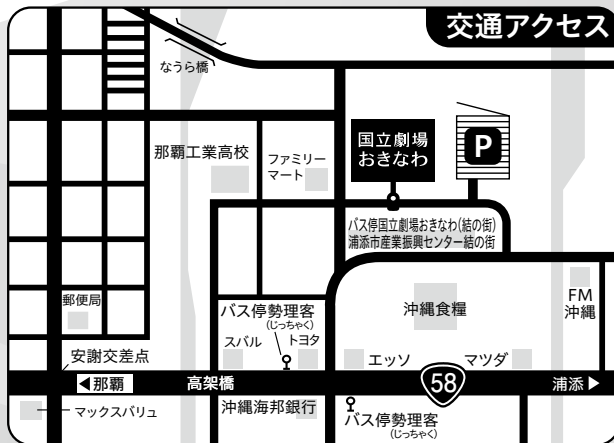 交通アクセス
なうら橋
那覇工業高校
ファミリー
マート
国立劇場
おきなわ
P
バス停国立劇場おきなわ(結の街)
浦添市産業振興センター結の街
郵便局
バス停勢理客
(じっちゃく)
スバル
トヨタ
沖縄食糧
FM
沖縄
安謝交差点
エッソ
マツダ
◀那覇
高架橋
58
浦添▶
マックスバリュ
沖縄海邦銀行
バス停勢理客
(じっちゃく)